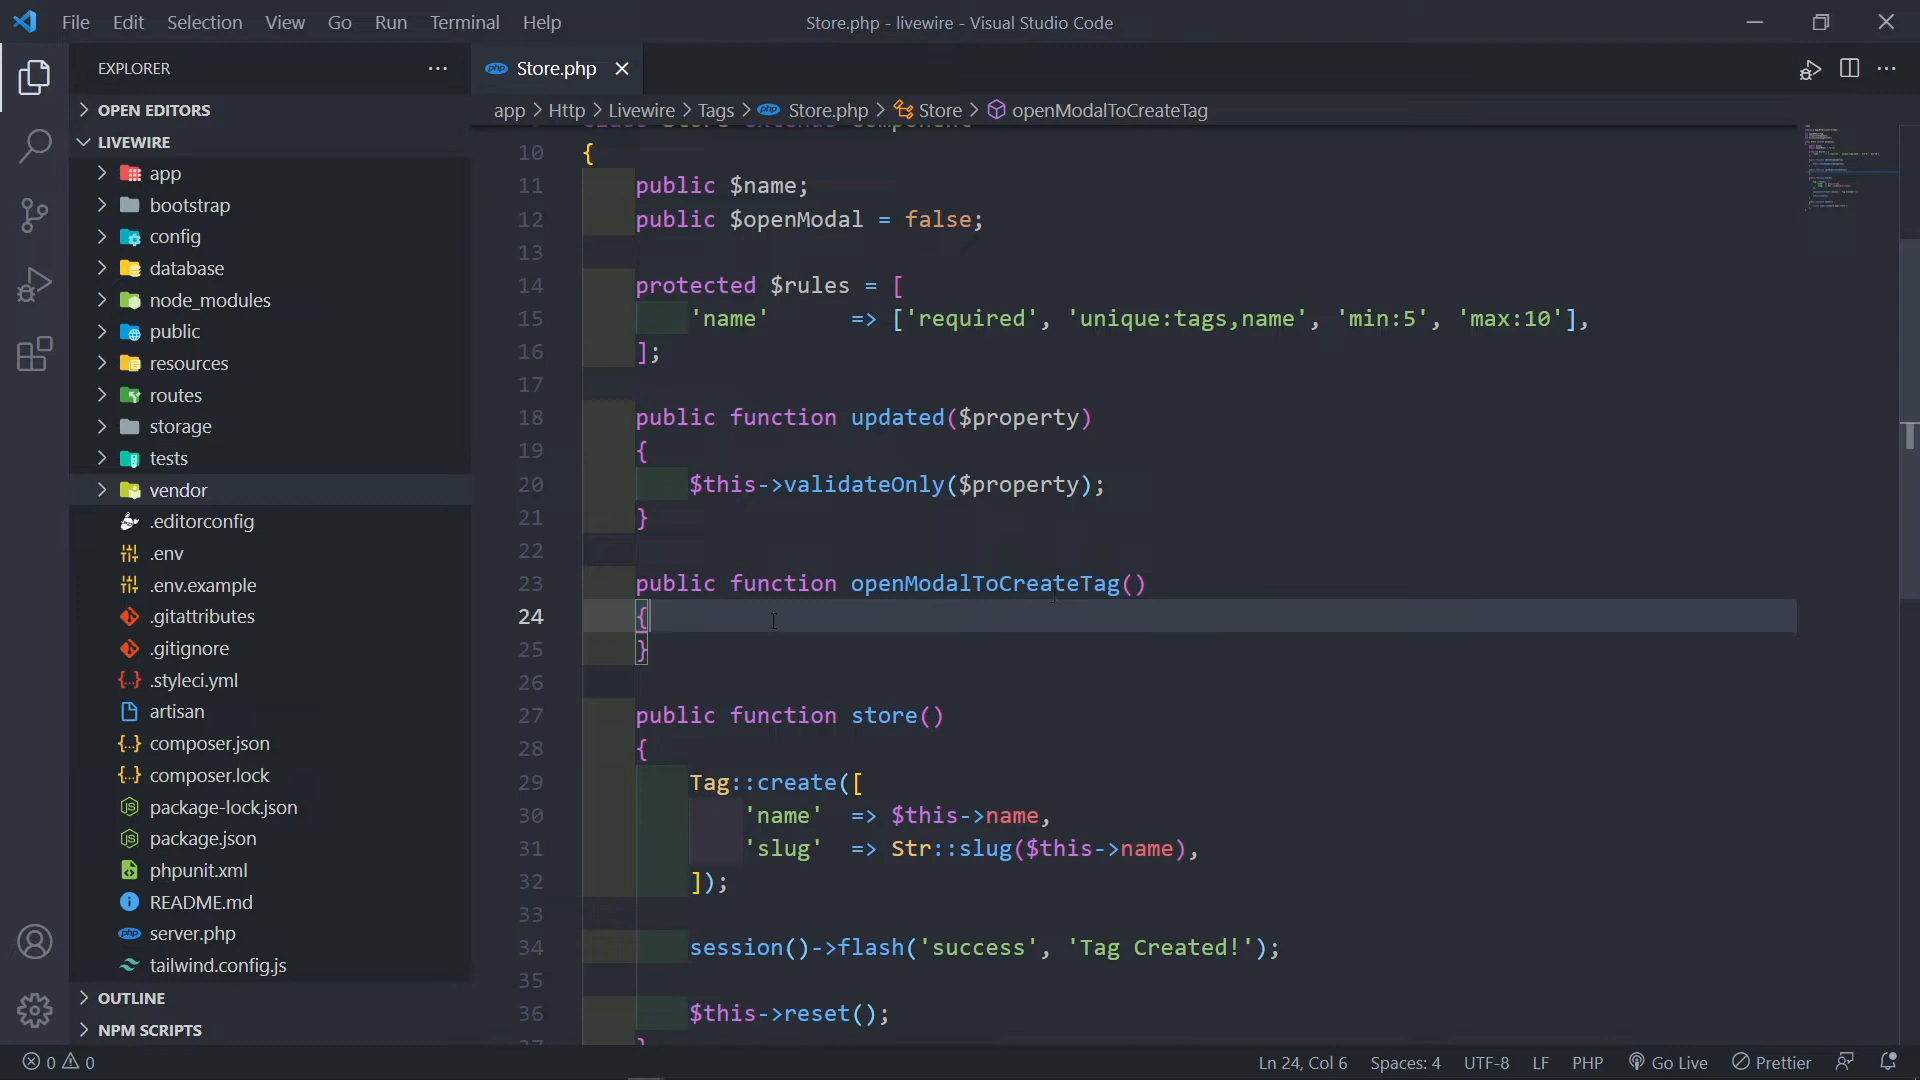 File Edit Selection View Go Run Terminal Help
Store.php - livewire - Visual Studio Code
EXPLORER
OPEN EDITORS
LIVEWIRE
app
bootstrap
config
database
node_modules
public
resources
routes
storage
tests
vendor
.editorconfig
.env
.env.example
.gitattributes
.gitignore
.styleci.yml
artisan
composer.json
composer.lock
package-lock.json
package.json
phpunit.xml
README.md
server.php
tailwind.config.js
OUTLINE
NPM SCRIPTS
php Store.php
app > Http > Livewire > Tags > php Store.php > Store > openModalToCreateTag
10 {
11 public $name;
12 public $openModal = false;
13
14 protected $rules = [
15 'name' => ['required', 'unique:tags,name', 'min:5', 'max:10'],
16 ];
17
18 public function updated($property)
19 {
20 $this->validateOnly($property);
21 }
22
23 public function openModalToCreateTag()
24 {
25 }
26
27 public function store()
28 {
29 Tag::create([
30 'name' => $this->name,
31 'slug' => Str::slug($this->name),
32 ]);
33
34 session()->flash('success', 'Tag Created!');
35
36 $this->reset();
0 0
Ln 24, Col 6 Spaces: 4 UTF-8 LF PHP Go Live Prettier